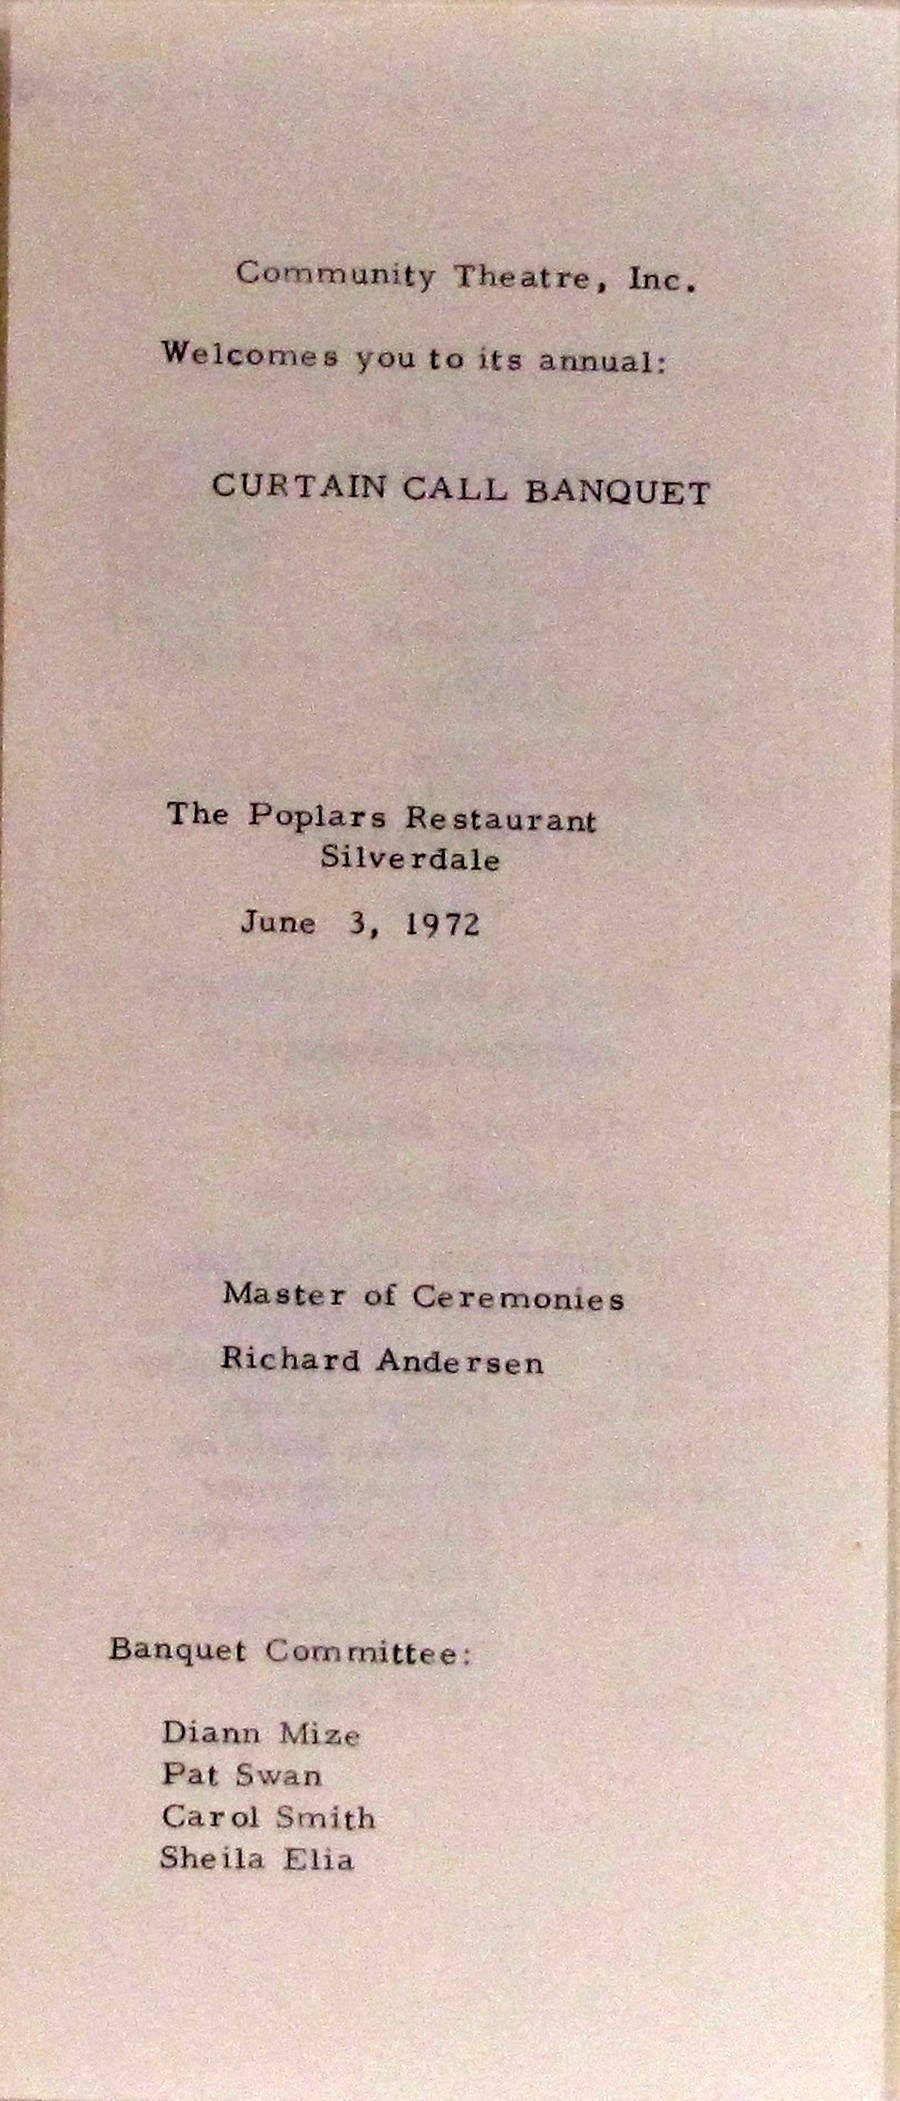 Community Theatre, Inc.
Welcomes you to its annual:
CURTAIN CALL BANQUET
The Poplars Restaurant
Silverdale
June 3, 1972
Master of Ceremonies
Richard Andersen
Banquet Committee:
Diann Mize
Pat Swan
Carol Smith
Sheila Elia